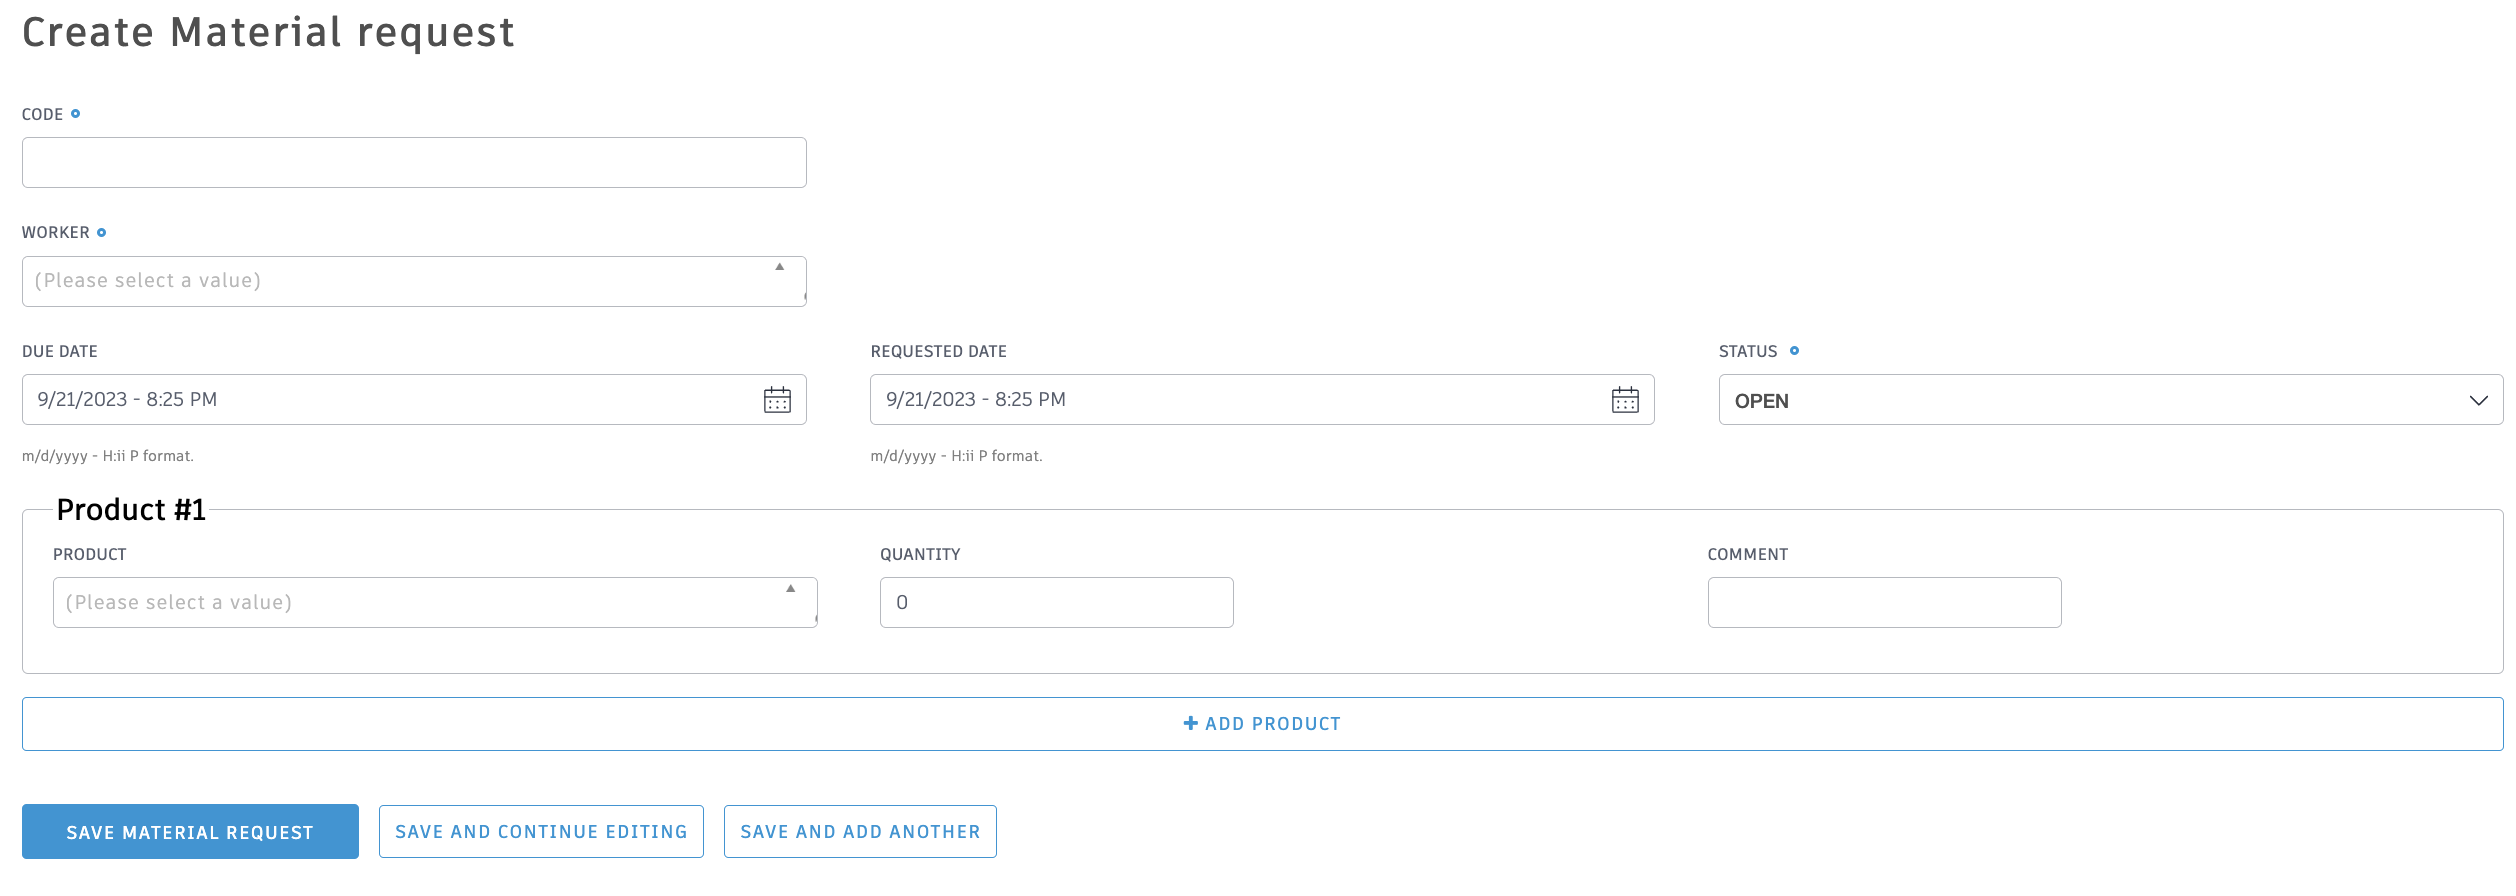 Create Material request
CODE
WORKER
(Please select a value)
DUE DATE
REQUESTED DATE
STATUS
9/21/2023 - 8:25 PM
9/21/2023 - 8:25 PM
OPEN
m/d/yyyy - H:ii P format.
m/d/yyyy - H:ii P format.
Product #1
PRODUCT
QUANTITY
COMMENT
(Please select a value)
0
+ ADD PRODUCT
SAVE MATERIAL REQUEST
SAVE AND CONTINUE EDITING
SAVE AND ADD ANOTHER